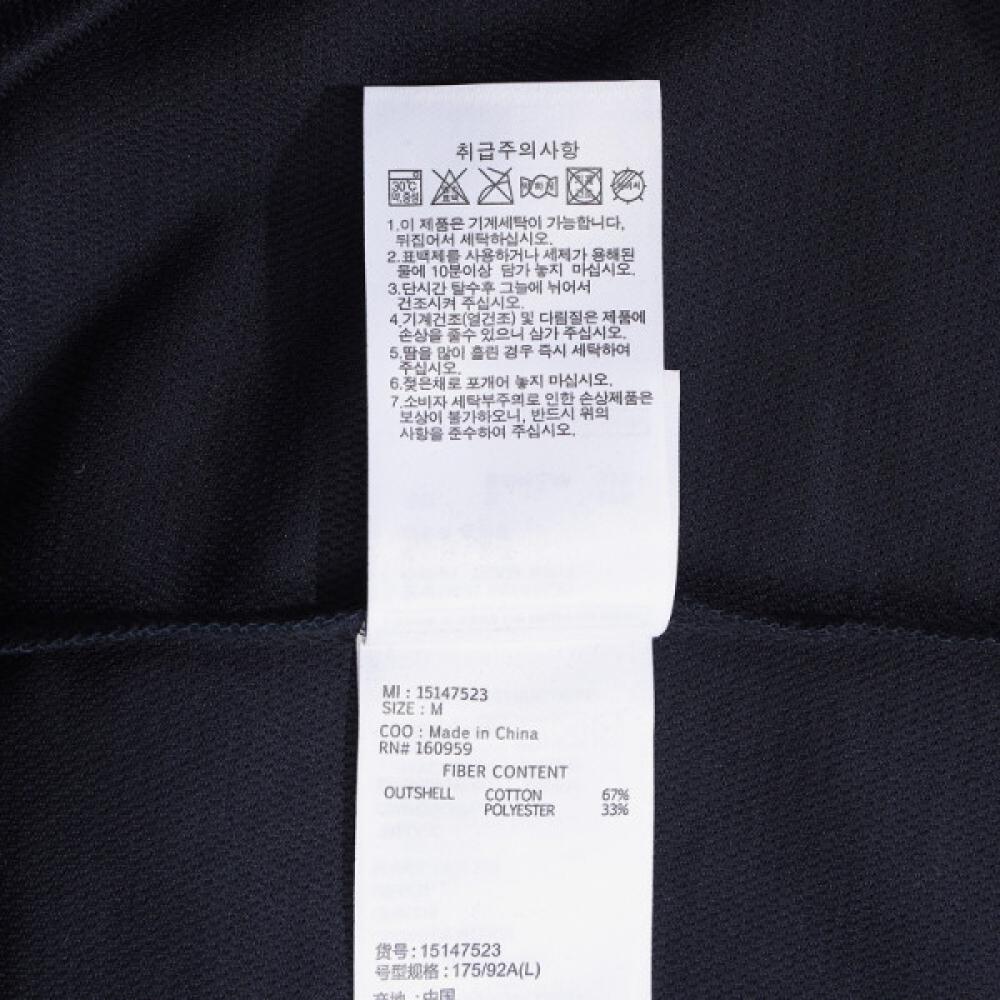 취급주의사항
30℃
약.중성
1.이 제품은 기계세탁이 가능합니다,
뒤집어서 세탁하십시오.
2.표백제를 사용하거나 세제가 용해된
물에 10분이상 담가 놓지 마십시오.
3.단시간 탈수후 그늘에 뉘어서
건조시켜 주십시오.
4.기계건조(열건조) 및 다림질은 제품에
손상을 줄수 있으니 삼가 주십시오.
5.땀을 많이 흘린 경우 즉시 세탁하여
주십시오.
6.젖은채로 포개어 놓지 마십시오.
7.소비자 세탁부주의로 인한 손상제품은
보상이 불가하오니, 반드시 위의
사항을 준수하여 주십시오.
MI : 15147523
SIZE : M
COO : Made in China
RN# 160959
FIBER CONTENT
OUTSHELL COTTON 67%
POLYESTER 33%
货号:15147523
号型规格:175/92A(L)
产地 :中国